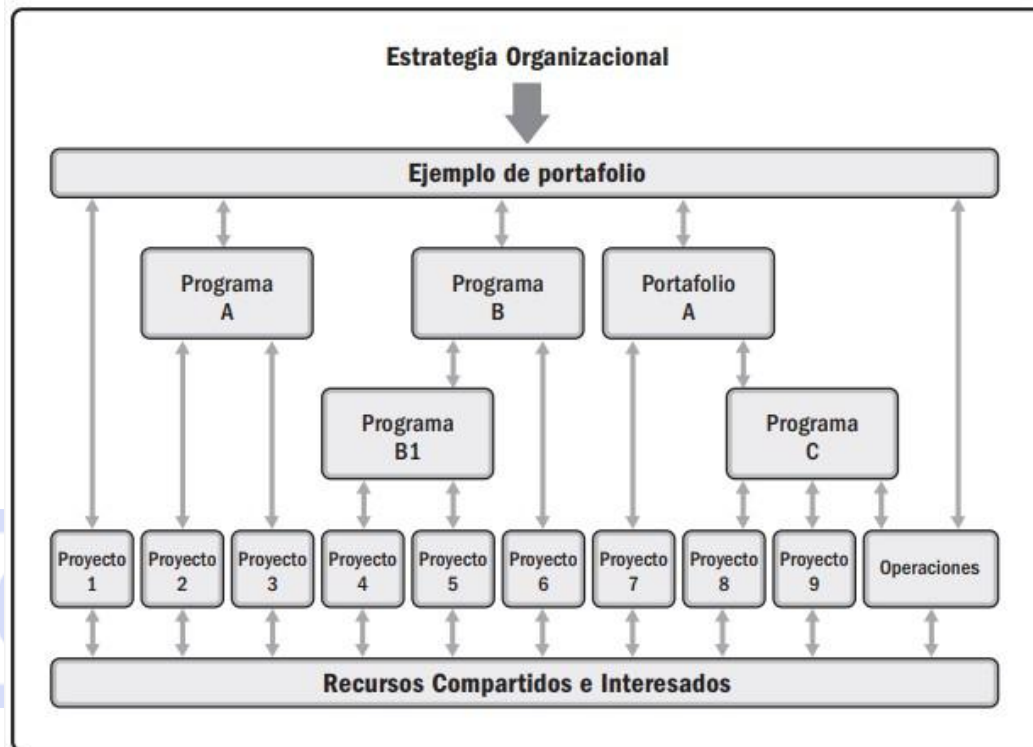 Estrategia Organizacional
Ejemplo de portafolio
Programa
A
Programa
B
Portafolio
A
Programa
B1
Programa
C
Proyecto
1
Proyecto
2
Proyecto
3
Proyecto
4
Proyecto
5
Proyecto
6
Proyecto
7
Proyecto
8
Proyecto
9
Operaciones
Recursos Compartidos e Interesados